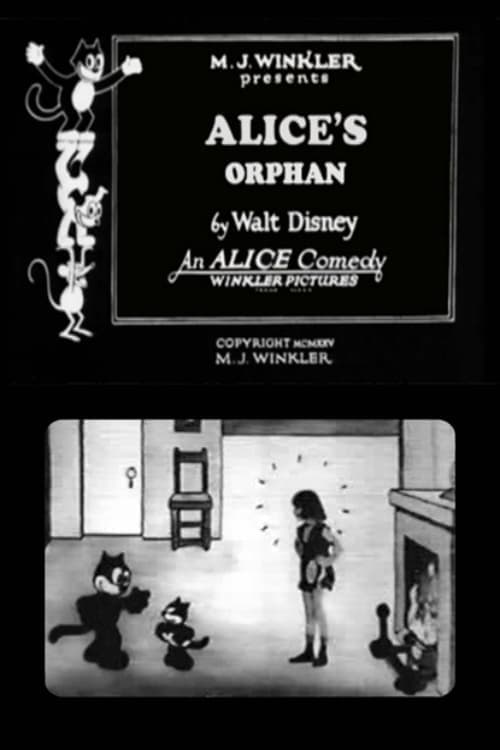 M. J. WINKLER
presents
ALICE'S
ORPHAN
by Walt Disney
An ALICE Comedy
WINKLER PICTURES
COPYRIGHT MCMXXV
M. J. WINKLER